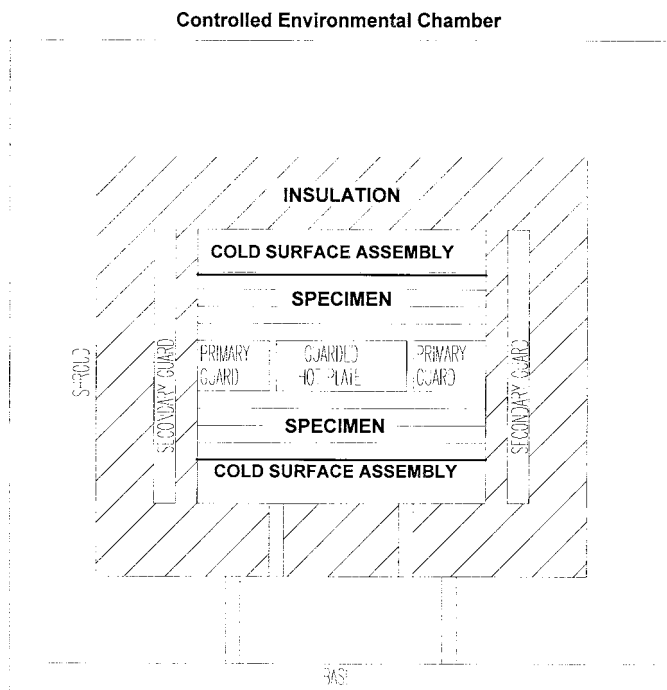 Controlled Environmental Chamber
INSULATION
COLD SURFACE ASSEMBLY
SPECIMEN
PRIMARY
GUARD
GUARDED
HOT PLATE
PRIMARY
GUARD
SHROUD
SECONDARY GUARD
SECONDARY GUARD
SPECIMEN
COLD SURFACE ASSEMBLY
BASE